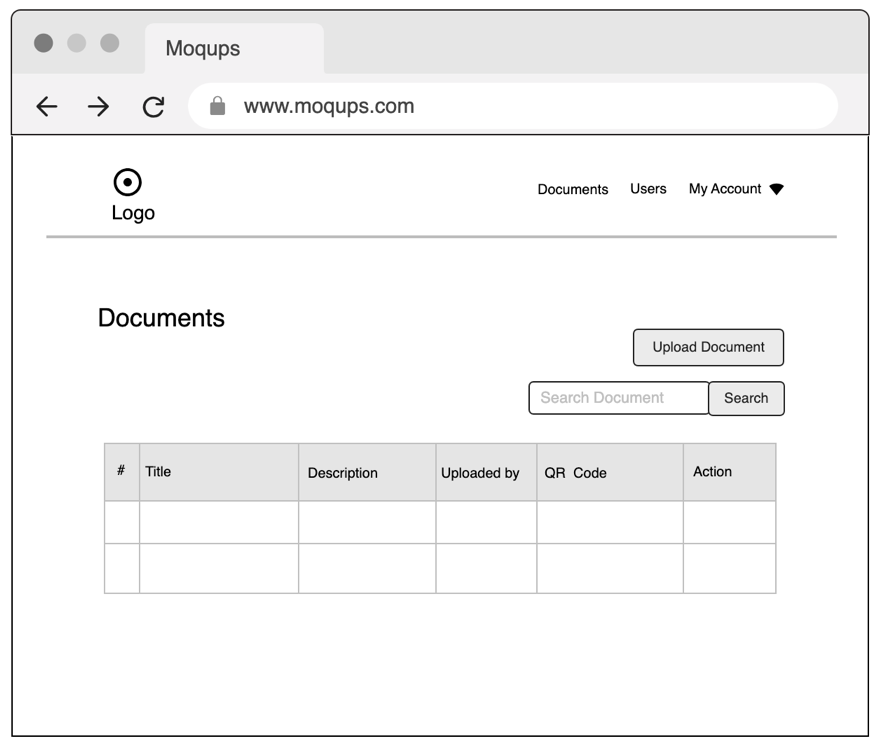 Moqups
www.moqups.com
Logo
Documents Users My Account
Documents
Upload Document
Search Document Search
# Title Description Uploaded by QR Code Action